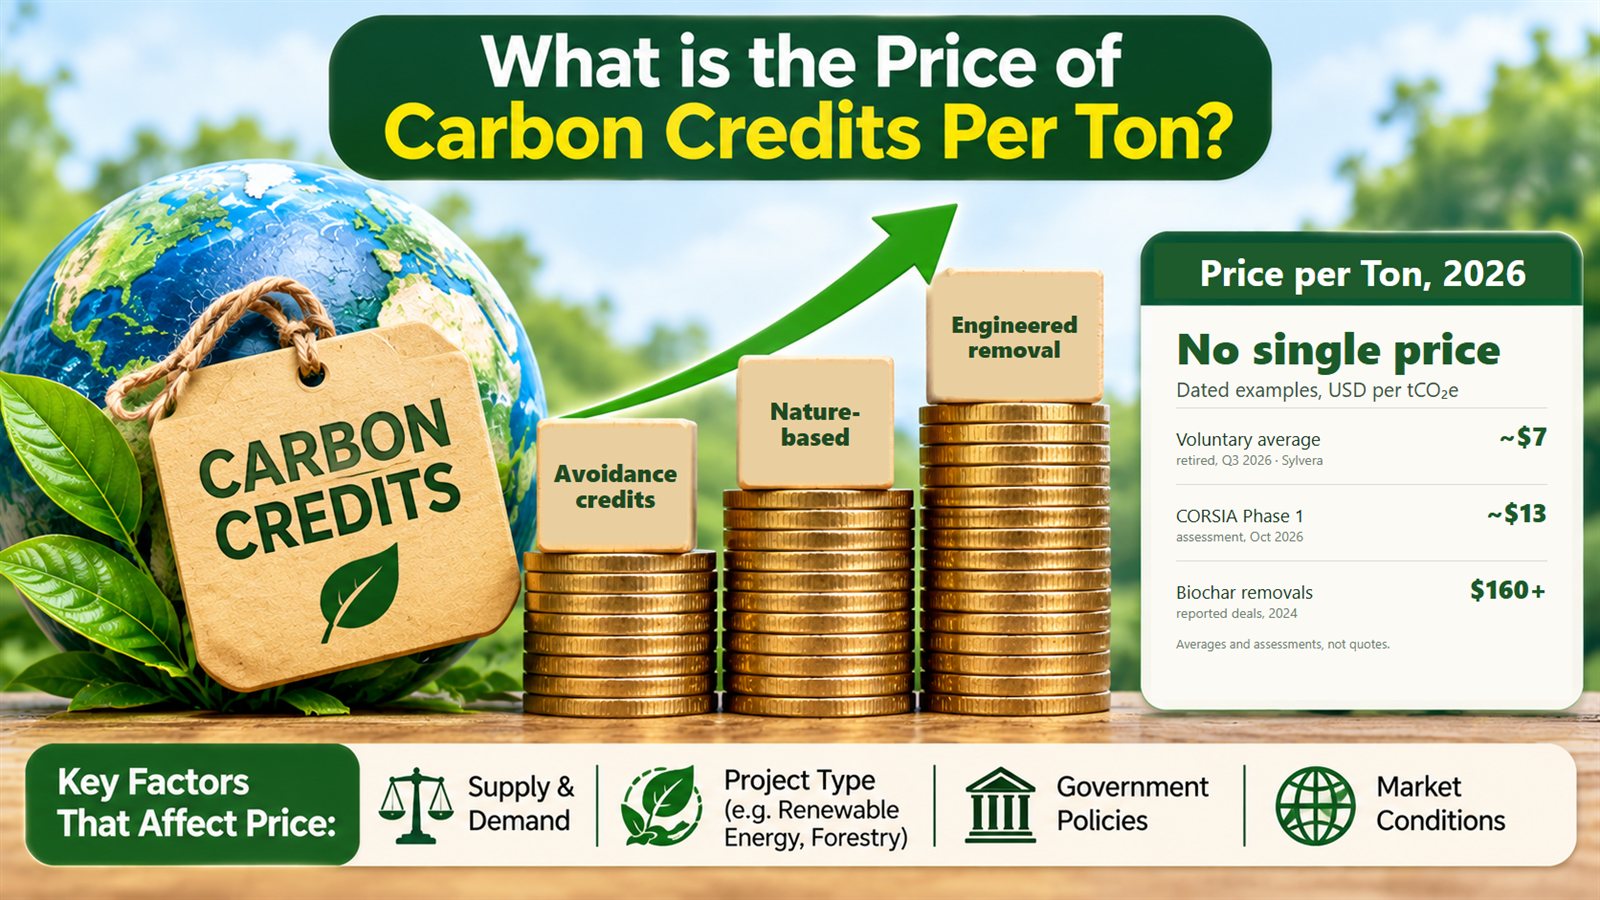 What is the Price of
Carbon Credits Per Ton?
CARBON
CREDITS
Avoidance
credits
Nature-
based
Engineered
removal
Price per Ton, 2026
No single price
Dated examples, USD per tCO₂e
Voluntary average ~$7
retired, Q3 2026 · Sylvera
CORSIA Phase 1 ~$13
assessment, Oct 2026
Biochar removals $160+
reported deals, 2024
Averages and assessments, not quotes.
Key Factors
That Affect Price:
Supply &
Demand
Project Type
(e.g. Renewable
Energy, Forestry)
Government
Policies
Market
Conditions